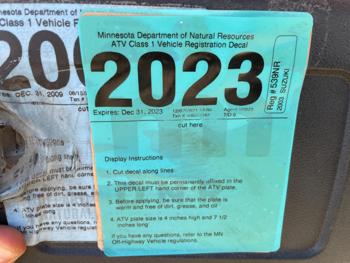 Minnesota Department of Natural Resources
ATV Class 1 Vehicle Registration Decal
2023
Expires: Dec 31, 2023
cut here
Reg # 539NR
2003 SUZUKI
Display Instructions
1. Cut decal along lines
2. This decal must be permanently affixed in the
UPPER LEFT hand corner of the ATV plate.
3. Before applying, be sure that the plate is
warm and free of dirt, grease, and oil
4. ATV plate size is 4 inches high and 7 1/2
inches long
If you have any questions, refer to the MN
Off-Highway Vehicle regulations.
nnesota Department of N
ATV Class 1 Vehicle R
200
DEC 31, 2009
cut